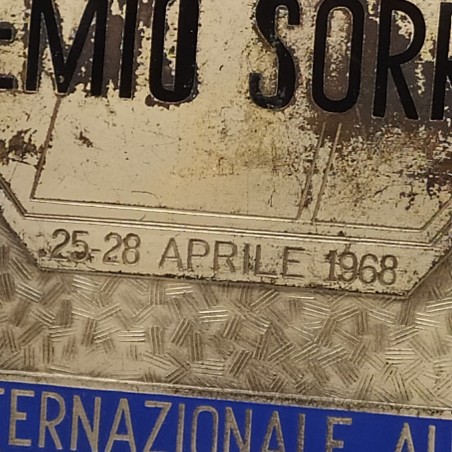 EMIO SORR
25-28 APRILE 1968
TERNAZIONALE AL